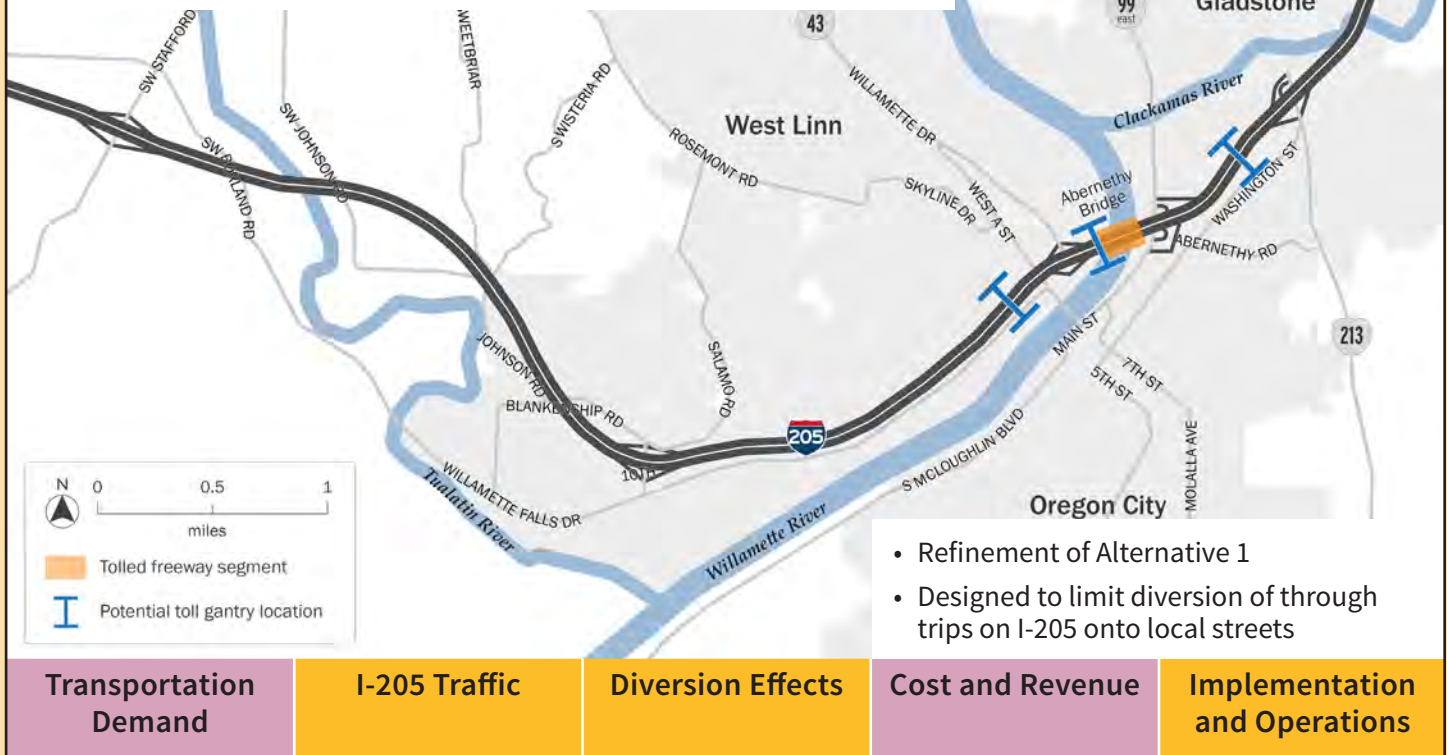 99
east
Gladstone
43
SW STAFFORD
SWEETBRIAR
S WISTERIA RD
WILLAMETTE DR
Clackamas River
West Linn
SW JOHNSON RD
ROSEMONT RD
SW BORLAND RD
SKYLINE DR
WEST A ST
Abernethy
Bridge
WASHINGTON ST
ABERNETHY RD
213
MAIN ST
7TH ST
5TH ST
JOHNSON RD
SALAMO RD
BLANKENSHIP RD
205
10TH
S MCLOUGHLIN BLVD
MOLALLA AVE
WILLAMETTE FALLS DR
Tualatin River
Willamette River
Oregon City
N 0 0.5 1
miles
Tolled freeway segment
Potential toll gantry location
• Refinement of Alternative 1
• Designed to limit diversion of through
trips on I-205 onto local streets
Transportation
Demand
I-205 Traffic
Diversion Effects
Cost and Revenue
Implementation
and Operations